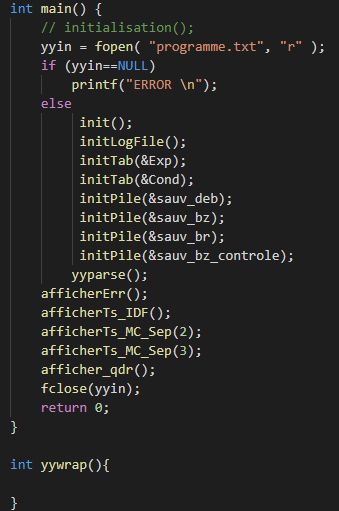 int main() {
    // initialisation();
    yyin = fopen( "programme.txt", "r" );
    if (yyin==NULL)
        printf("ERROR \n");
    else
         init();
         initLogFile();
         initTab(&Exp);
         initTab(&Cond);
         initPile(&sauv_deb);
         initPile(&sauv_bz);
         initPile(&sauv_br);
         initPile(&sauv_bz_controle);
        yyparse();
    afficherErr();
    afficherTs_IDF();
    afficherTs_MC_Sep(2);
    afficherTs_MC_Sep(3);
    afficher_qdr();
    fclose(yyin);
    return 0;
}

int yywrap(){

}